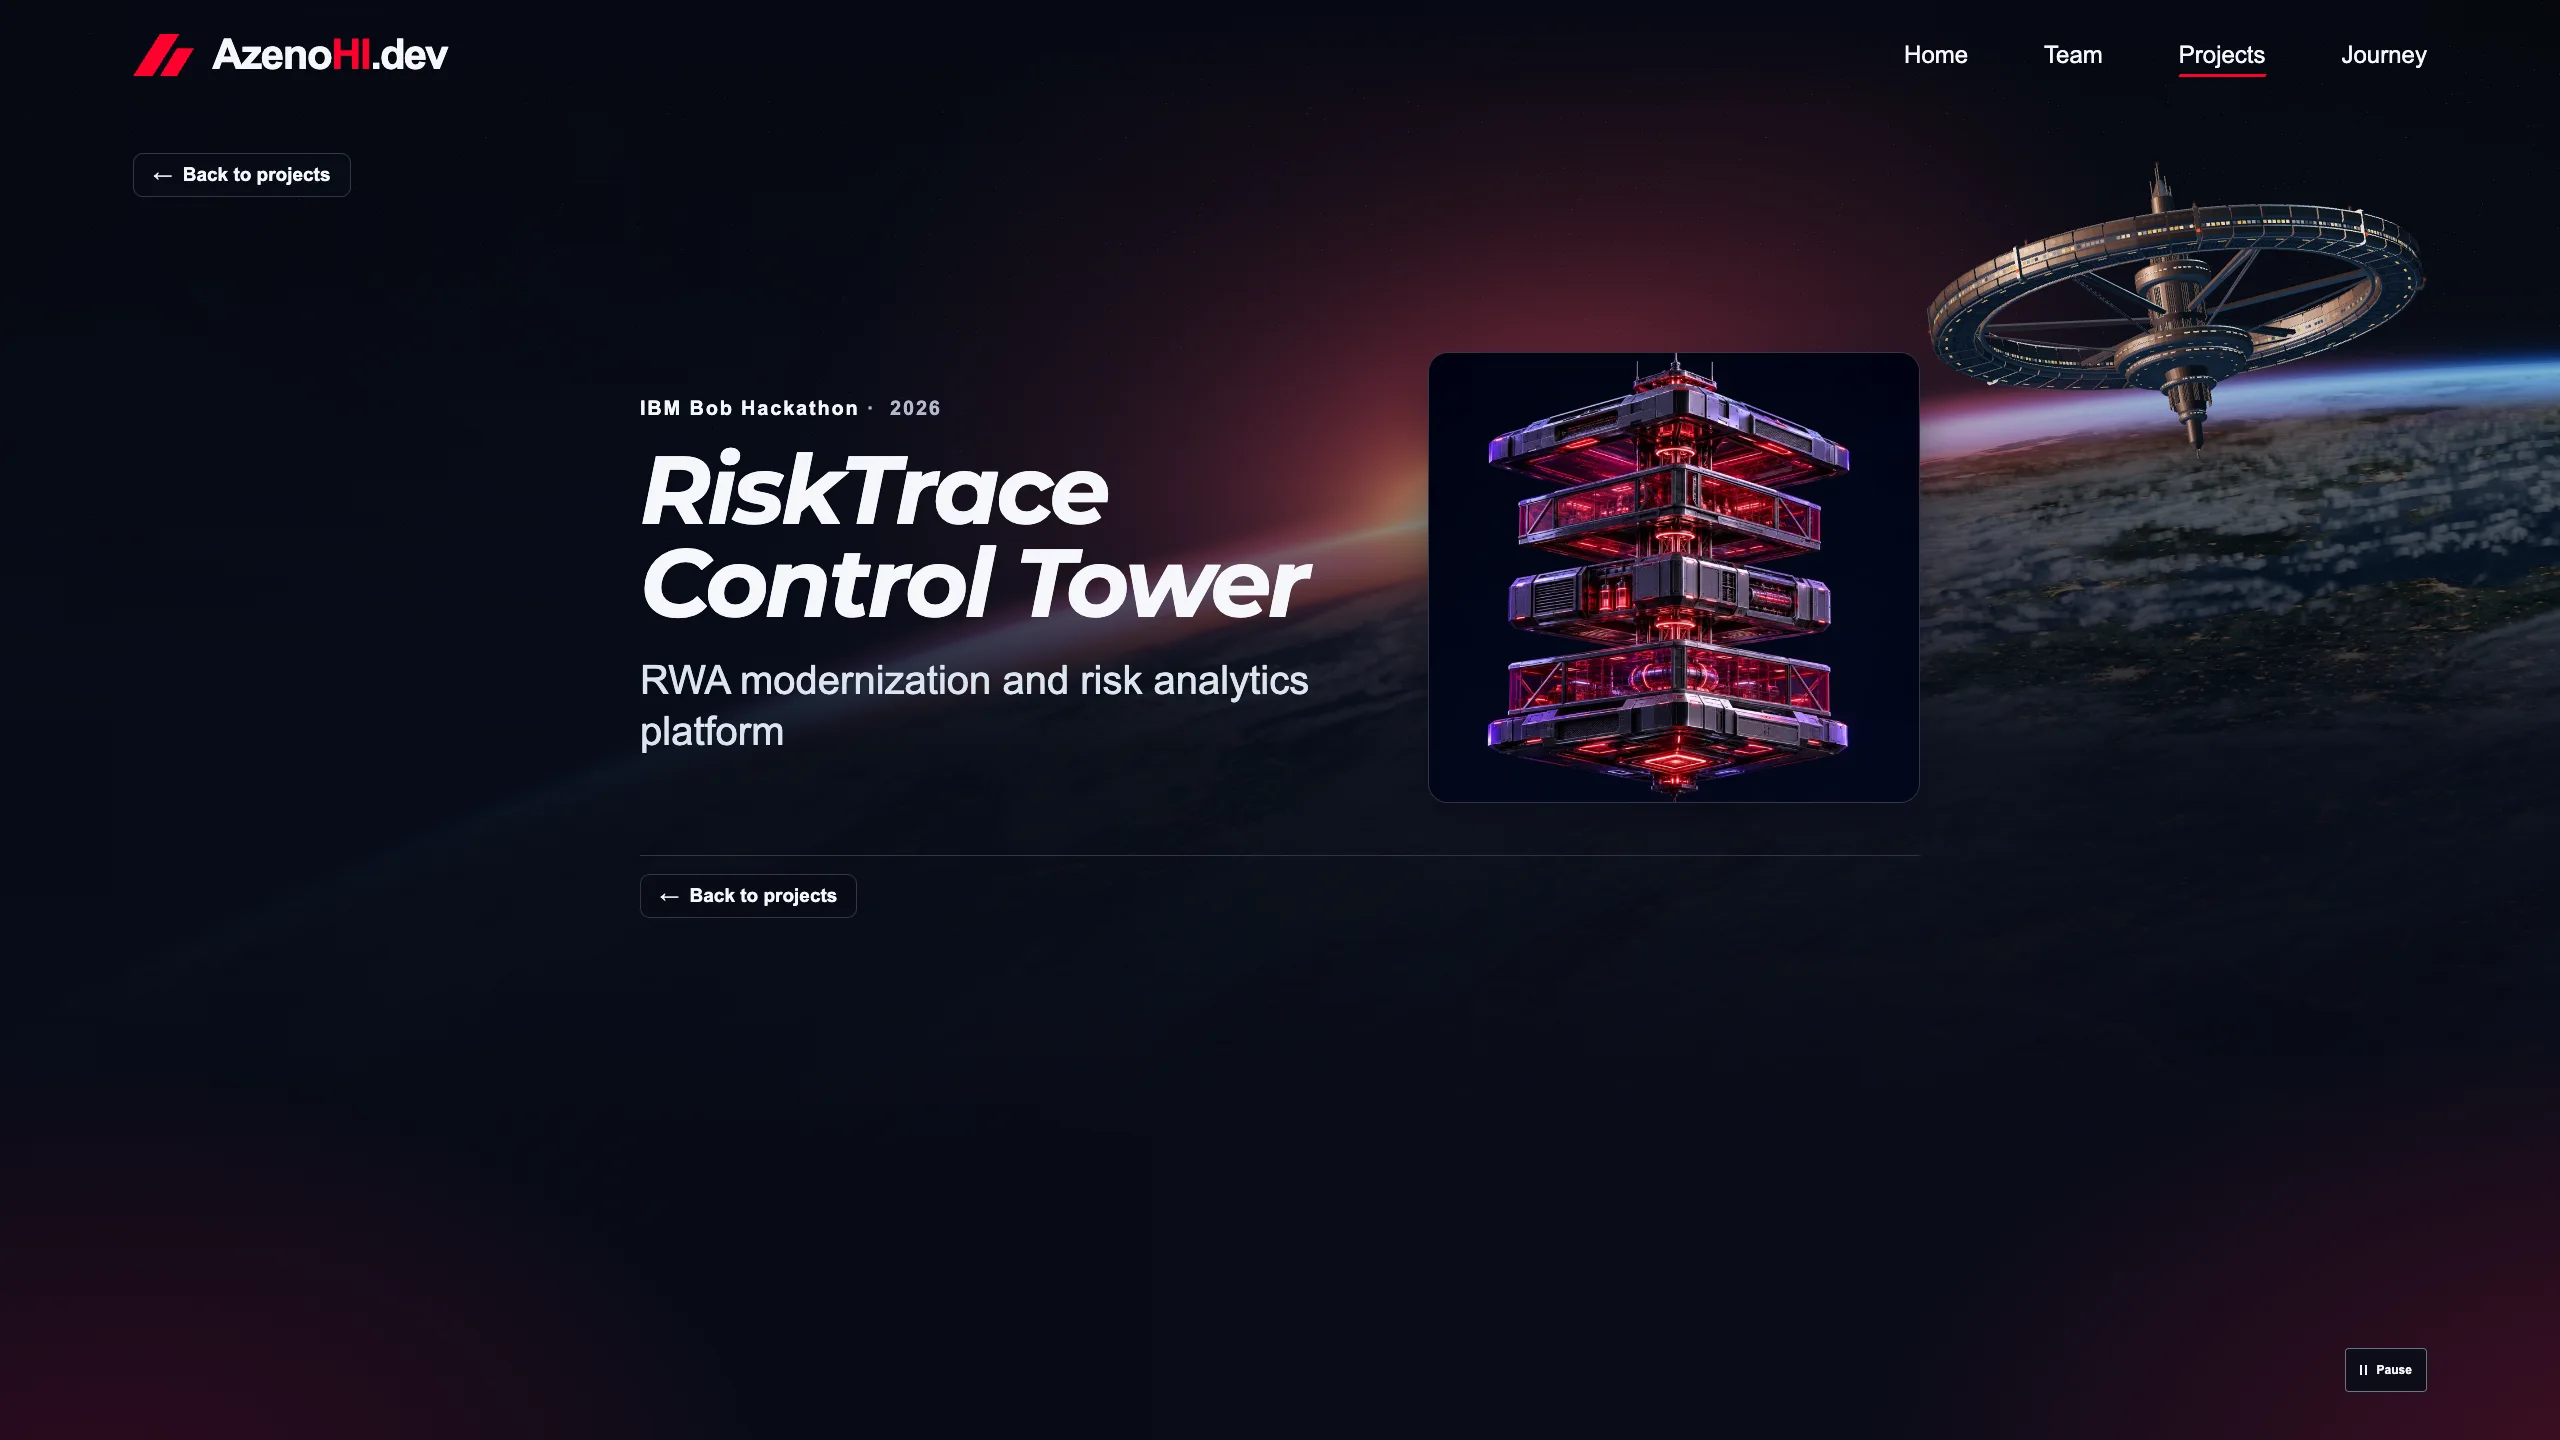 AzenoHI.dev
Home
Team
Projects
Journey
← Back to projects
IBM Bob Hackathon · 2026
RiskTrace
Control Tower
RWA modernization and risk analytics
platform
← Back to projects
Pause